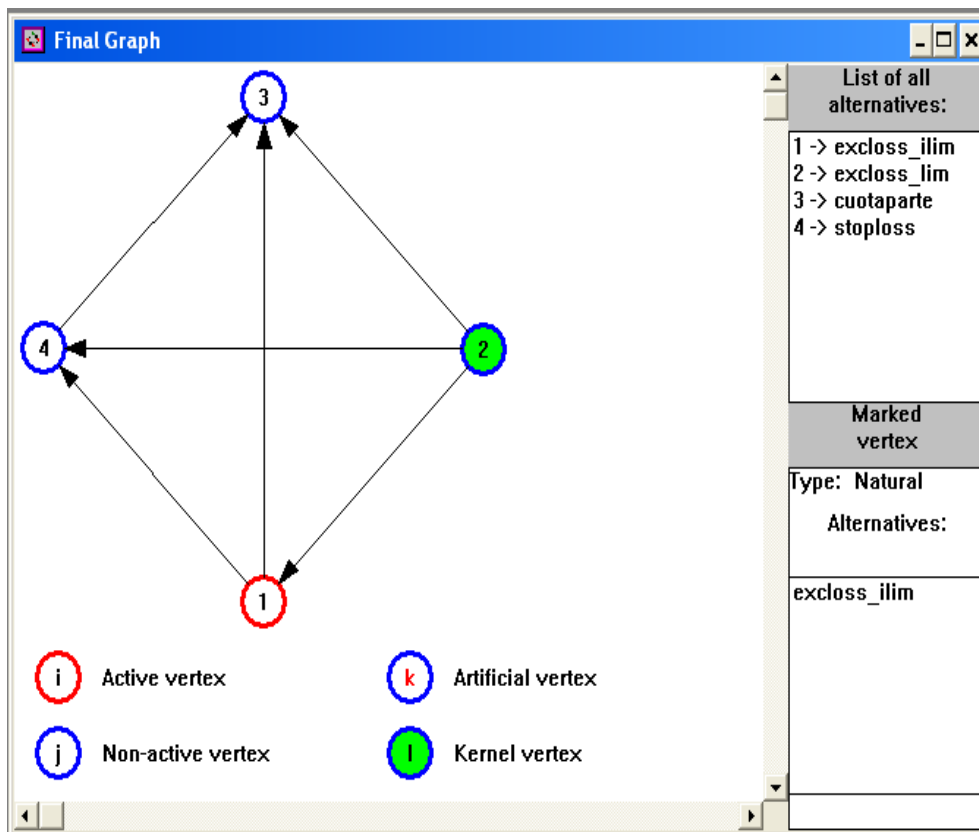 Final Graph
3
4
2
1
i Active vertex
k Artificial vertex
j Non-active vertex
l Kernel vertex
List of all
alternatives:
1 -> excloss_ilim
2 -> excloss_lim
3 -> cuotaparte
4 -> stoploss
Marked
vertex
Type: Natural
Alternatives:
excloss_ilim